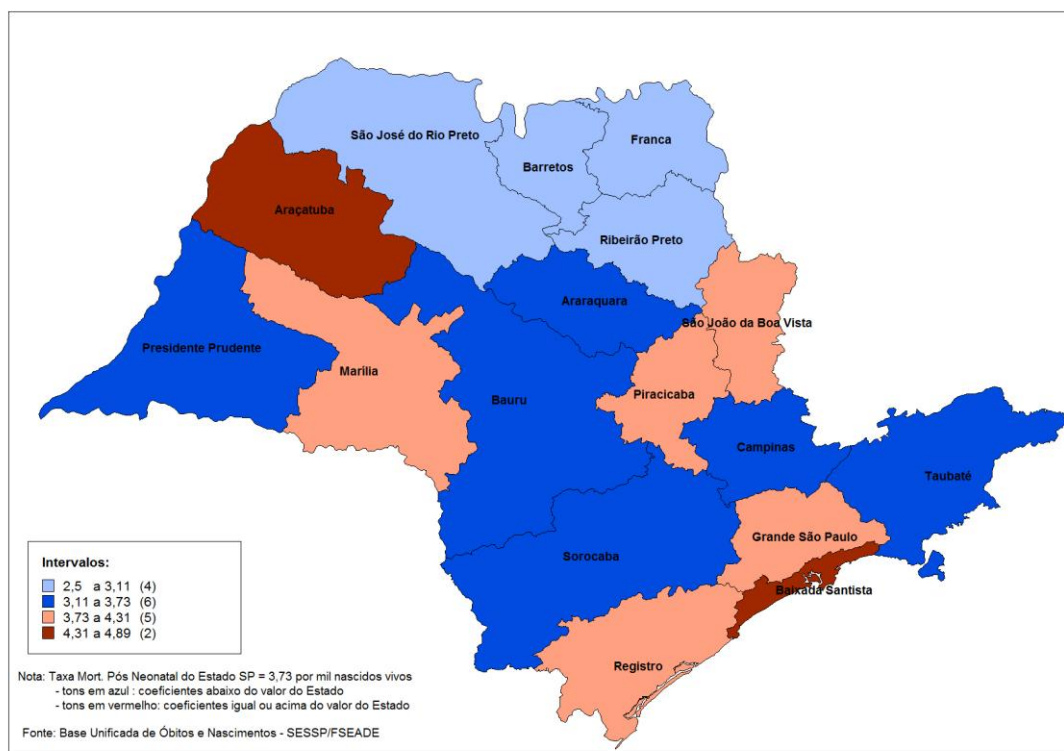 São José do Rio Preto
Franca
Barretos
Araçatuba
Ribeirão Preto
Araraquara
São João da Boa Vista
Presidente Prudente
Marília
Bauru
Piracicaba
Campinas
Taubaté
Grande São Paulo
Sorocaba
Baixada Santista
Registro
Intervalos:
2,5 a 3,11 (4)
3,11 a 3,73 (6)
3,73 a 4,31 (5)
4,31 a 4,89 (2)
Nota: Taxa Mort. Pós Neonatal do Estado SP = 3,73 por mil nascidos vivos
- tons em azul : coeficientes abaixo do valor do Estado
- tons em vermelho: coeficientes igual ou acima do valor do Estado
Fonte: Base Unificada de Óbitos e Nascimentos - SESSP/FSEADE